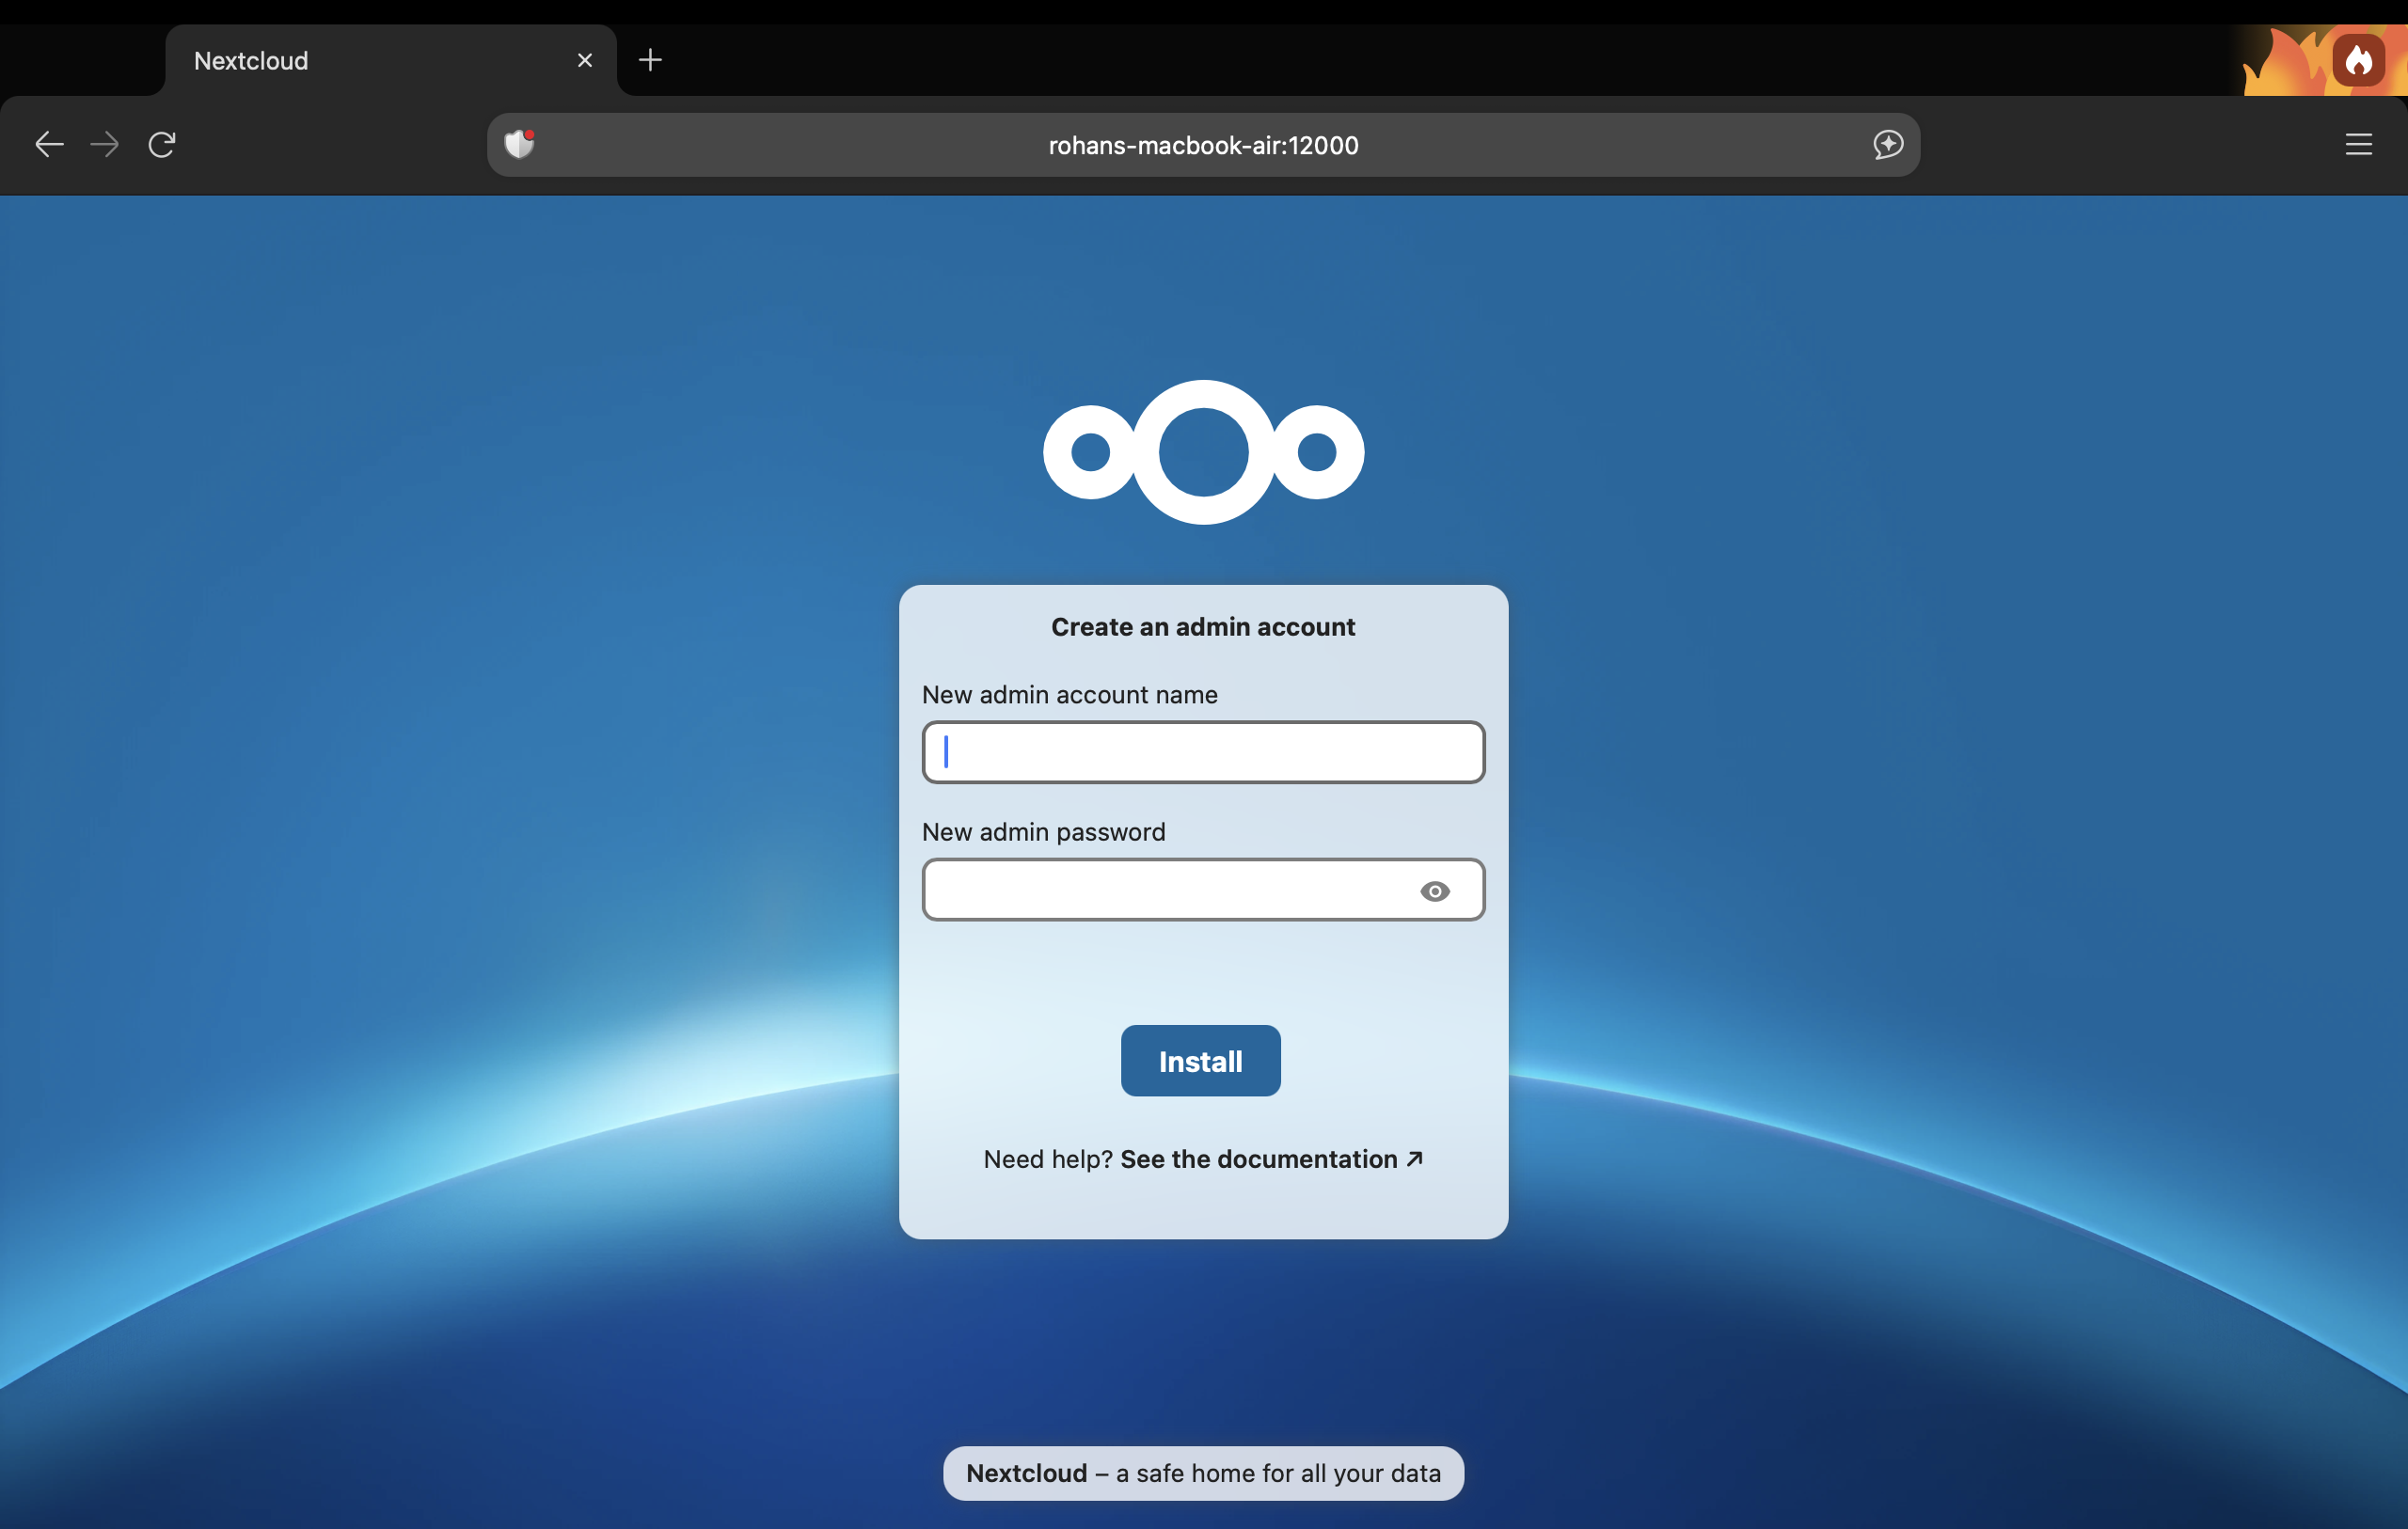 Nextcloud
rohans-macbook-air:12000
Create an admin account
New admin account name
New admin password
Install
Need help? See the documentation ↗
Nextcloud – a safe home for all your data